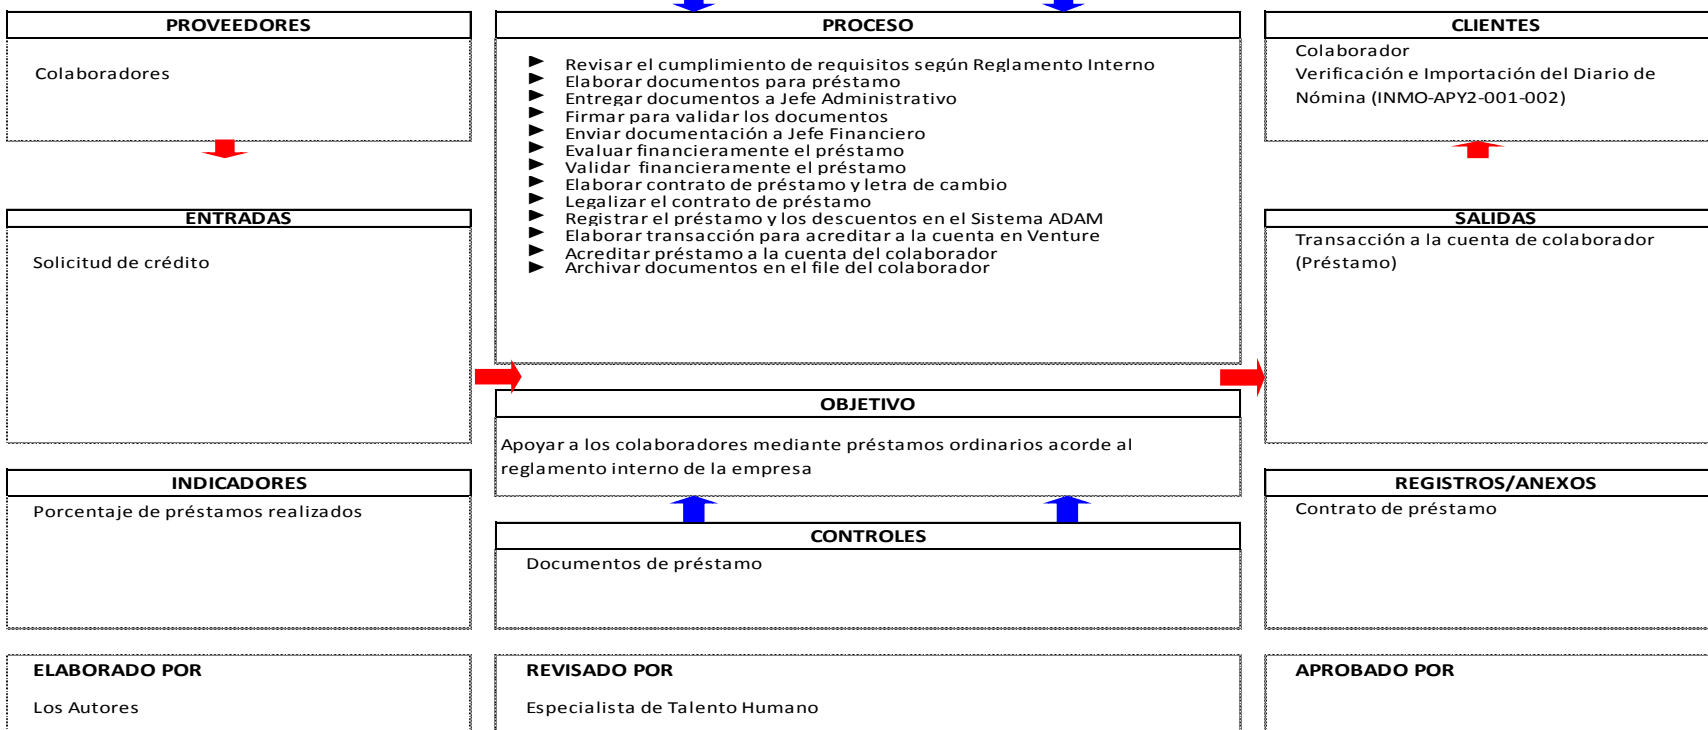 PROVEEDORES
Colaboradores
PROCESO
Revisar el cumplimiento de requisitos según Reglamento Interno
Elaborar documentos para préstamo
Entregar documentos a Jefe Administrativo
Firmar para validar los documentos
Enviar documentación a Jefe Financiero
Evaluar financieramente el préstamo
Validar financieramente el préstamo
Elaborar contrato de préstamo y letra de cambio
Legalizar el contrato de préstamo
Registrar el préstamo y los descuentos en el Sistema ADAM
Elaborar transacción para acreditar a la cuenta en Venture
Acreditar préstamo a la cuenta del colaborador
Archivar documentos en el file del colaborador
CLIENTES
Colaborador
Verificación e Importación del Diario de
Nómina (INMO-APY2-001-002)
ENTRADAS
Solicitud de crédito
SALIDAS
Transacción a la cuenta de colaborador
(Préstamo)
OBJETIVO
Apoyar a los colaboradores mediante préstamos ordinarios acorde al
reglamento interno de la empresa
INDICADORES
Porcentaje de préstamos realizados
CONTROLES
Documentos de préstamo
REGISTROS/ANEXOS
Contrato de préstamo
ELABORADO POR
Los Autores
REVISADO POR
Especialista de Talento Humano
APROBADO POR